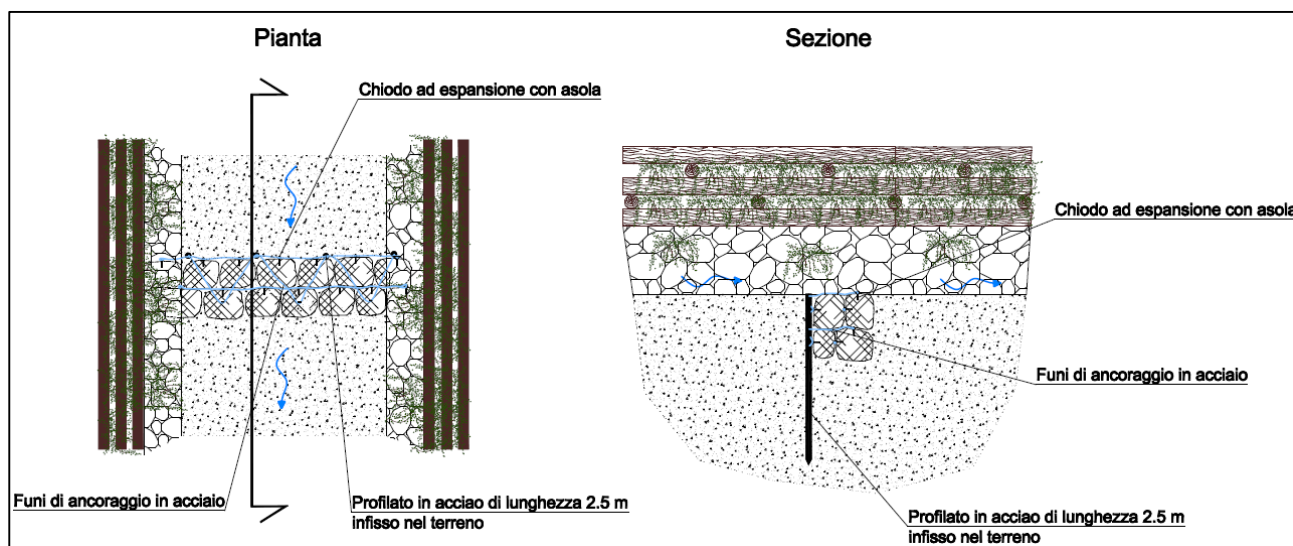 Pianta
Chiodo ad espansione con asola
Funi di ancoraggio in acciaio
Profilato in acciao di lunghezza 2.5 m
infisso nel terreno
Sezione
Chiodo ad espansione con asola
Funi di ancoraggio in acciaio
Profilato in acciao di lunghezza 2.5 m
infisso nel terreno